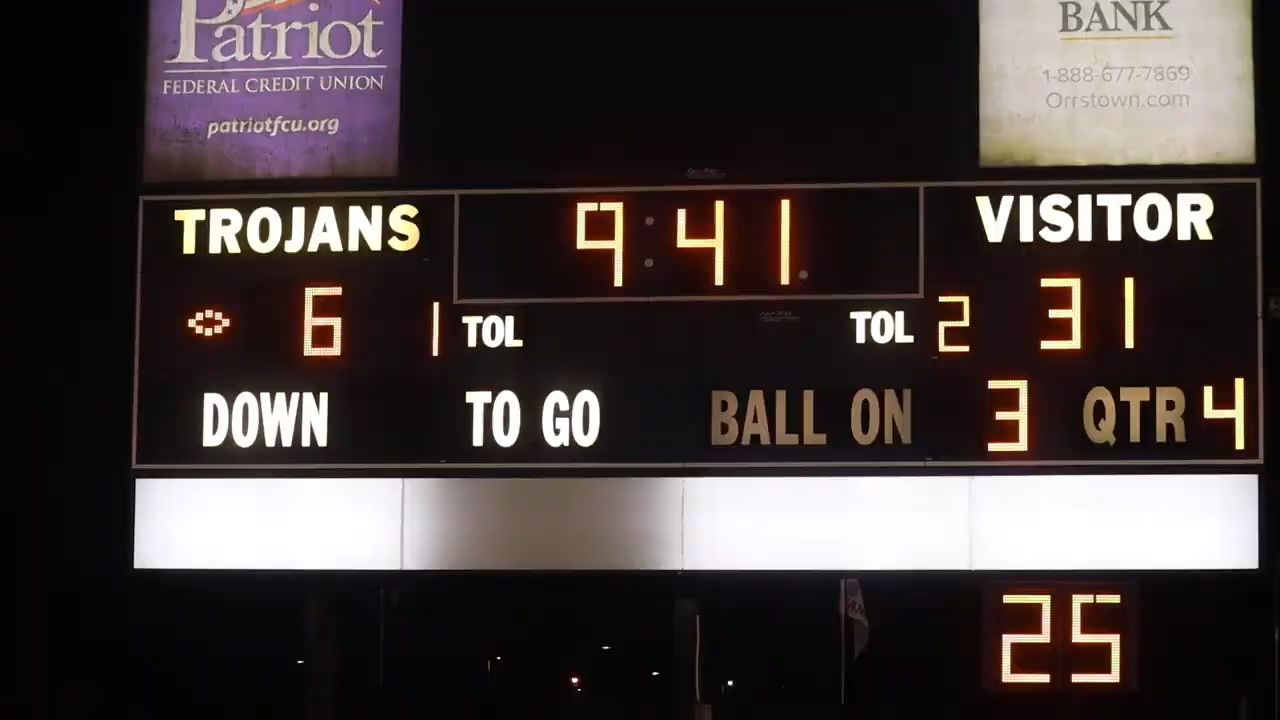 Patriot
FEDERAL CREDIT UNION
patriotfcu.org
BANK
1-888-677-7869
Orrstown.com
TROJANS
9:41
VISITOR
6
1 TOL
TOL 2
31
DOWN
TO GO
BALL ON 3
QTR 4
25